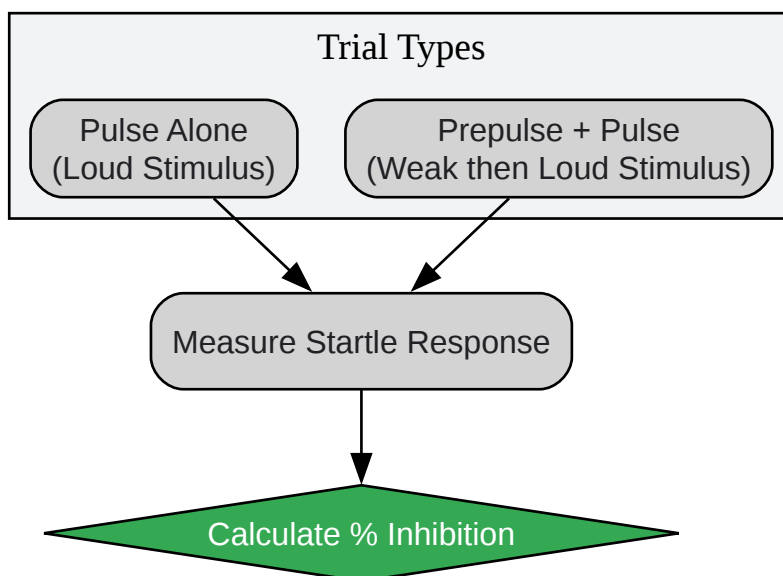 Trial Types
Pulse Alone
(Loud Stimulus)
Prepulse + Pulse
(Weak then Loud Stimulus)
Measure Startle Response
Calculate % Inhibition